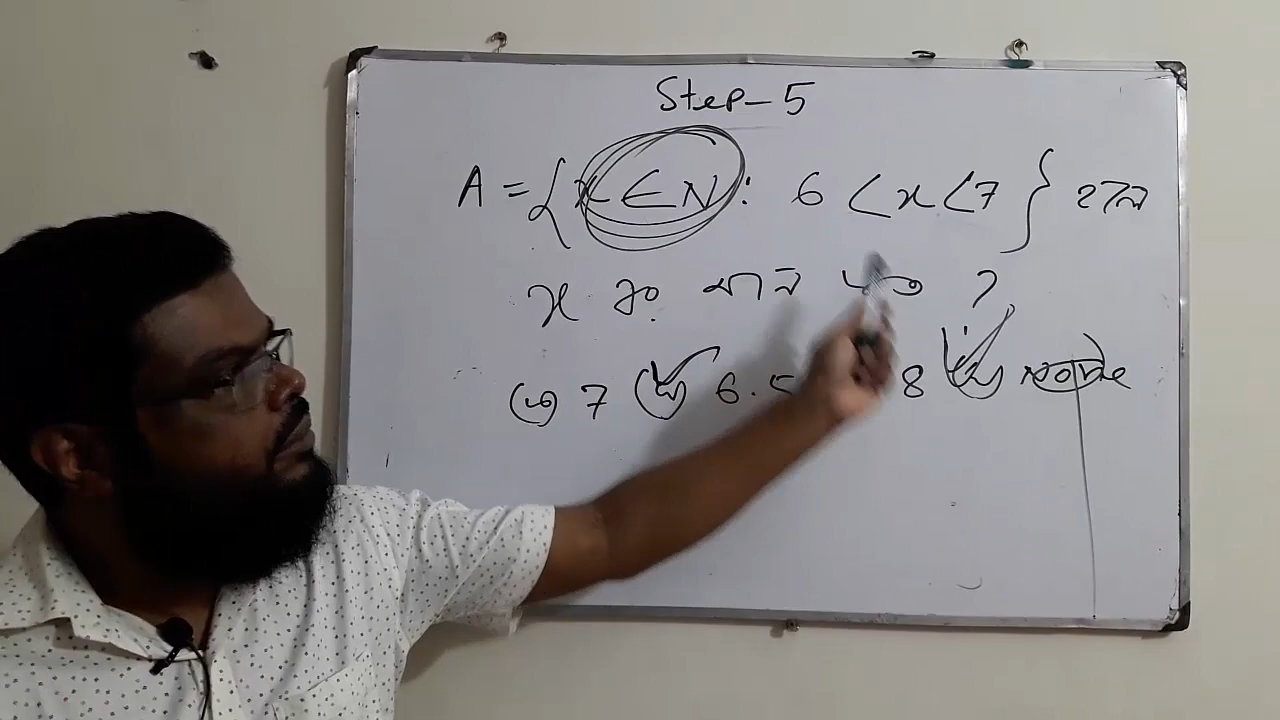 Step-5
A = {x∈N: 6<x<7} হলে
x এর মান কত ?
ক 7 খ 6.5 8 ঘ None